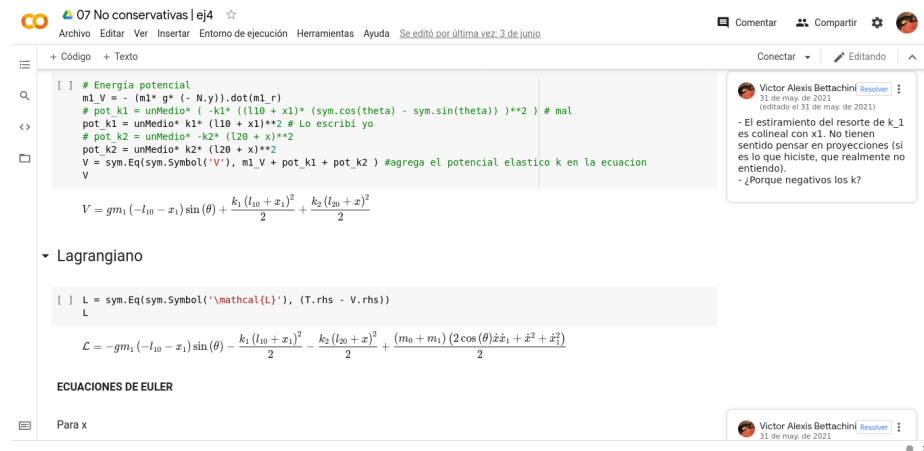 07 No conservativas | ej4
Archivo Editar Ver Insertar Entorno de ejecución Herramientas Ayuda Se editó por última vez: 3 de junio
Comentar Compartir
+ Código + Texto
Conectar Editando
[ ] # Energía potencial
m1_V = - (m1* g* (- N.y)).dot(m1_r)
# pot_k1 = unMedio* ( -k1* ((l10 + x1)* (sym.cos(theta) - sym.sin(theta)) )**2 ) # mal
pot_k1 = unMedio* k1* (l10 + x1)**2 # Lo escribí yo
# pot_k2 = unMedio* -k2* (l20 + x)**2
pot_k2 = unMedio* k2* (l20 + x)**2
V = sym.Eq(sym.Symbol('V'), m1_V + pot_k1 + pot_k2 ) #agrega el potencial elastico k en la ecuacion
V
V = gm₁ (−l₁₀ − x₁) sin (θ) + k₁ (l₁₀ + x₁)² / 2 + k₂ (l₂₀ + x)² / 2
Lagrangiano
[ ] L = sym.Eq(sym.Symbol('\mathcal{L}'), (T.rhs - V.rhs))
L
ℒ = −gm₁ (−l₁₀ − x₁) sin (θ) − k₁ (l₁₀ + x₁)² / 2 − k₂ (l₂₀ + x)² / 2 + (m₀ + m₁) (2 cos (θ) ẋẋ₁ + ẋ² + ẋ₁²) / 2
ECUACIONES DE EULER
Para x
Victor Alexis Bettachini Resolver
31 de may. de 2021
(editado el 31 de may. de 2021)
- El estiramiento del resorte de k_1
es colineal con x1. No tienen
sentido pensar en proyecciones (si
es lo que hiciste, que realmente no
entiendo).
- ¿Porque negativos los k?
Victor Alexis Bettachini Resolver
31 de may. de 2021